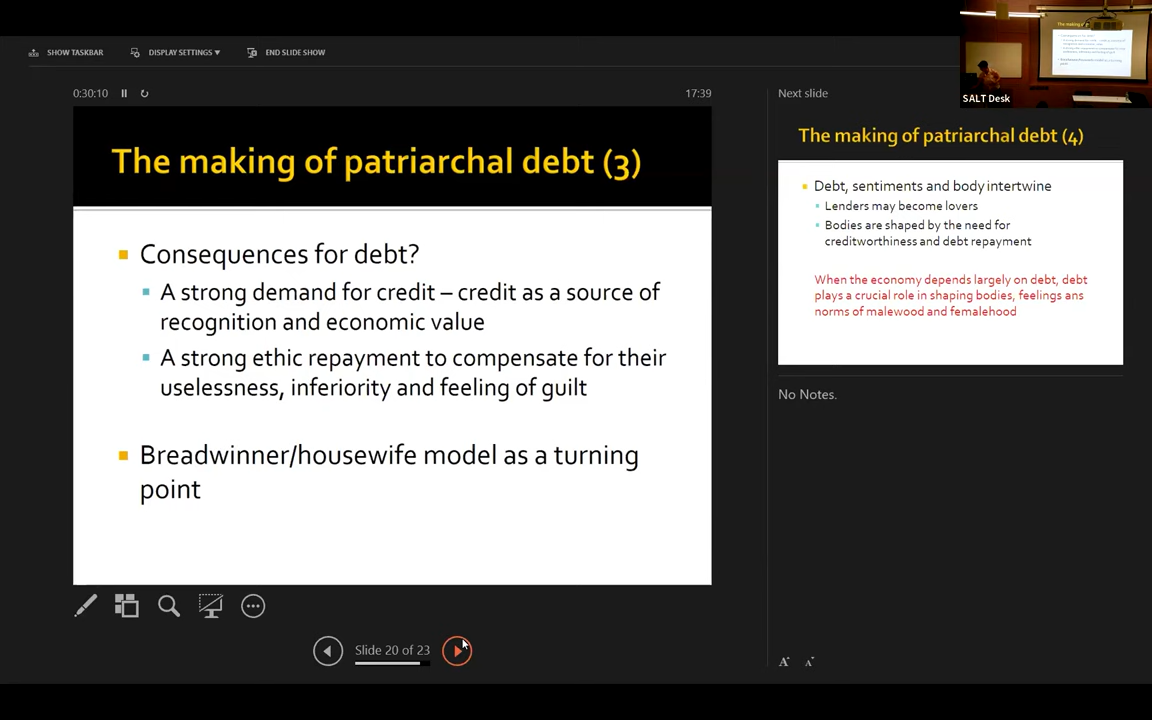 SHOW TASKBAR
DISPLAY SETTINGS ▼
END SLIDE SHOW
SALT Desk
0:30:10
17:39
The making of patriarchal debt (3)
Consequences for debt?
A strong demand for credit – credit as a source of
recognition and economic value
A strong ethic repayment to compensate for their
uselessness, inferiority and feeling of guilt
Breadwinner/housewife model as a turning
point
Slide 20 of 23
Next slide
The making of patriarchal debt (4)
Debt, sentiments and body intertwine
Lenders may become lovers
Bodies are shaped by the need for
creditworthiness and debt repayment
When the economy depends largely on debt, debt
plays a crucial role in shaping bodies, feelings ans
norms of malewood and femalehood
No Notes.
A A